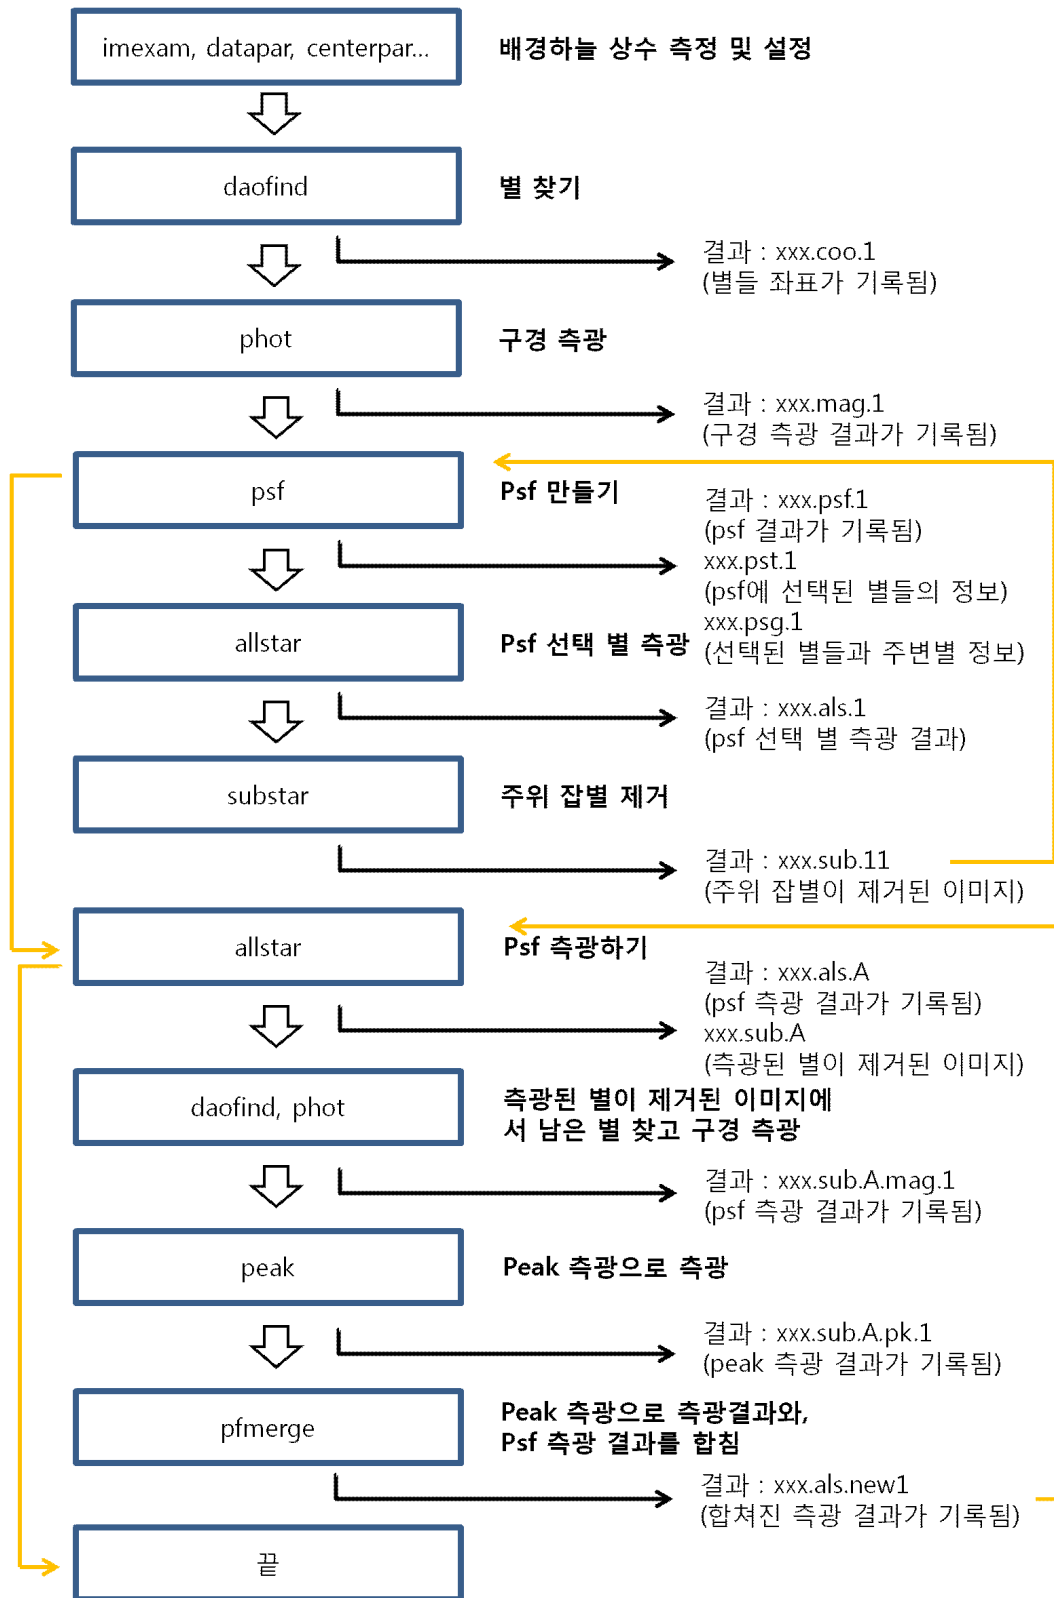 imexam, datapar, centerpar...
배경하늘 상수 측정 및 설정
daofind
별 찾기
결과 : xxx.coo.1
(별들 좌표가 기록됨)
phot
구경 측광
결과 : xxx.mag.1
(구경 측광 결과가 기록됨)
psf
Psf 만들기
결과 : xxx.psf.1
(psf 결과가 기록됨)
xxx.pst.1
(psf에 선택된 별들의 정보)
xxx.psg.1
(선택된 별들과 주변별 정보)
allstar
Psf 선택 별 측광
결과 : xxx.als.1
(psf 선택 별 측광 결과)
substar
주위 잡별 제거
결과 : xxx.sub.11
(주위 잡별이 제거된 이미지)
allstar
Psf 측광하기
결과 : xxx.als.A
(psf 측광 결과가 기록됨)
xxx.sub.A
(측광된 별이 제거된 이미지)
daofind, phot
측광된 별이 제거된 이미지에
서 남은 별 찾고 구경 측광
결과 : xxx.sub.A.mag.1
(psf 측광 결과가 기록됨)
peak
Peak 측광으로 측광
결과 : xxx.sub.A.pk.1
(peak 측광 결과가 기록됨)
pfmerge
Peak 측광으로 측광결과와,
Psf 측광 결과를 합침
결과 : xxx.als.new1
(합쳐진 측광 결과가 기록됨)
끝